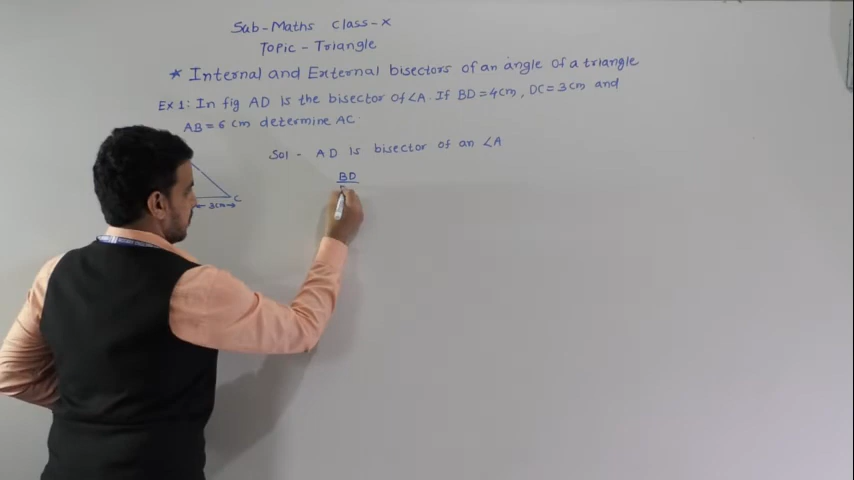 Sub-Maths Class-X
Topic - Triangle
* Internal and External bisectors of an angle of a triangle
Ex 1: In fig AD is the bisector of ∠A. If BD = 4cm, DC = 3cm and
AB = 6 cm determine AC.
Sol - AD is bisector of an ∠A
BD
C
3cm